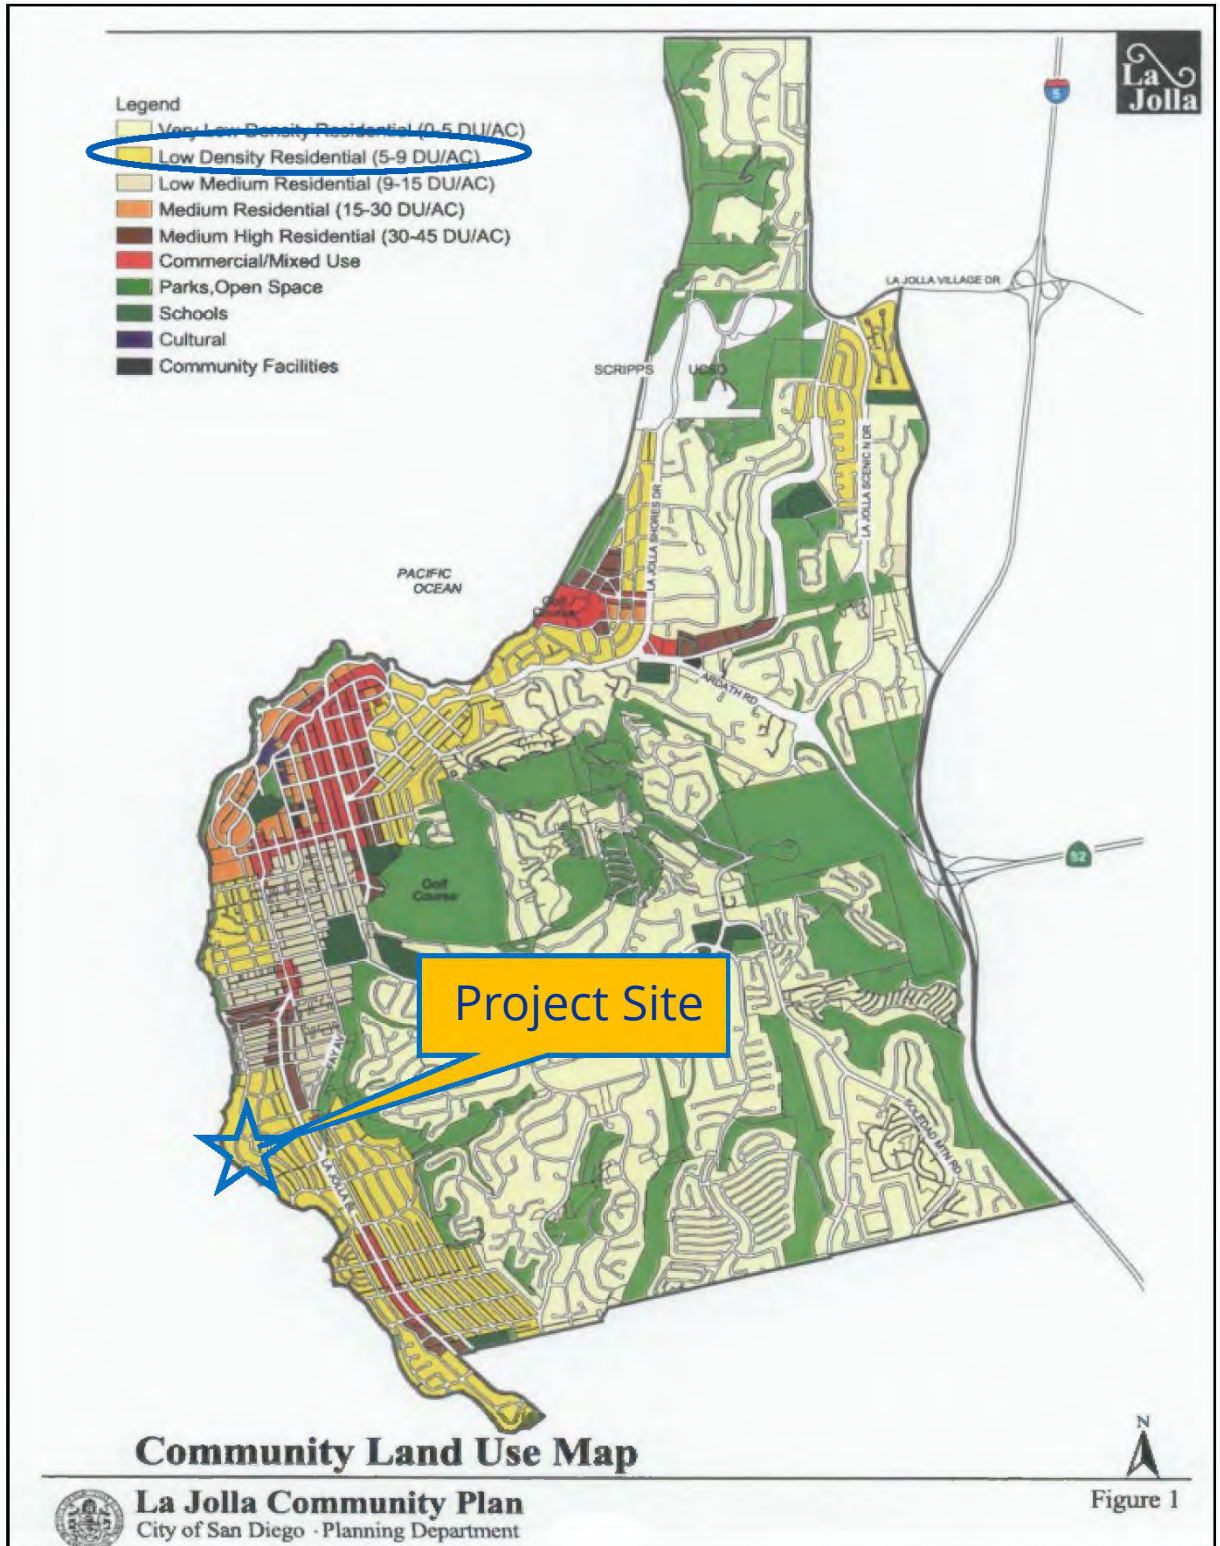 La
Jolla
5
Legend
Very Low Density Residential (0-5 DU/AC)
Low Density Residential (5-9 DU/AC)
Low Medium Residential (9-15 DU/AC)
Medium Residential (15-30 DU/AC)
Medium High Residential (30-45 DU/AC)
Commercial/Mixed Use
Parks,Open Space
Schools
Cultural
Community Facilities
LA JOLLA VILLAGE DR
SCRIPPS
UCSD
LA JOLLA SCENIC N DR
LA JOLLA SHORES DR
PACIFIC
OCEAN
Golf
Course
ARDATH RD
52
Golf
Course
Project Site
FAY AV
SOLEDAD MTN RD
LA JOLLA BL
N
Community Land Use Map
La Jolla Community Plan
City of San Diego · Planning Department
Figure 1